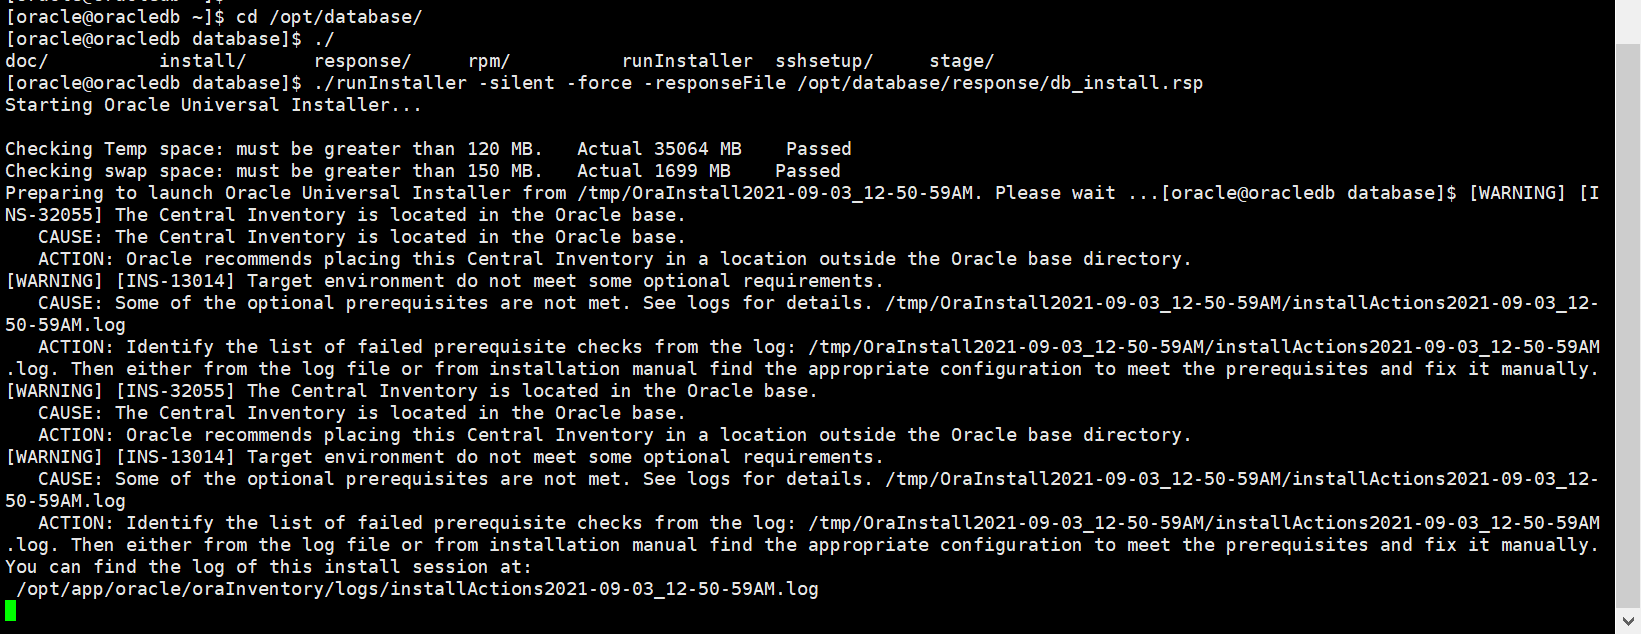 [oracle@oracledb ~]$ cd /opt/database/
[oracle@oracledb database]$ ./
doc/          install/      response/     rpm/          runInstaller  sshsetup/     stage/
[oracle@oracledb database]$ ./runInstaller -silent -force -responseFile /opt/database/response/db_install.rsp
Starting Oracle Universal Installer...
Checking Temp space: must be greater than 120 MB.   Actual 35064 MB    Passed
Checking swap space: must be greater than 150 MB.   Actual 1699 MB    Passed
Preparing to launch Oracle Universal Installer from /tmp/OraInstall2021-09-03_12-50-59AM. Please wait ...[oracle@oracledb database]$ [WARNING] [I
NS-32055] The Central Inventory is located in the Oracle base.
   CAUSE: The Central Inventory is located in the Oracle base.
   ACTION: Oracle recommends placing this Central Inventory in a location outside the Oracle base directory.
[WARNING] [INS-13014] Target environment do not meet some optional requirements.
   CAUSE: Some of the optional prerequisites are not met. See logs for details. /tmp/OraInstall2021-09-03_12-50-59AM/installActions2021-09-03_12-
50-59AM.log
   ACTION: Identify the list of failed prerequisite checks from the log: /tmp/OraInstall2021-09-03_12-50-59AM/installActions2021-09-03_12-50-59AM
.log. Then either from the log file or from installation manual find the appropriate configuration to meet the prerequisites and fix it manually.
[WARNING] [INS-32055] The Central Inventory is located in the Oracle base.
   CAUSE: The Central Inventory is located in the Oracle base.
   ACTION: Oracle recommends placing this Central Inventory in a location outside the Oracle base directory.
[WARNING] [INS-13014] Target environment do not meet some optional requirements.
   CAUSE: Some of the optional prerequisites are not met. See logs for details. /tmp/OraInstall2021-09-03_12-50-59AM/installActions2021-09-03_12-
50-59AM.log
   ACTION: Identify the list of failed prerequisite checks from the log: /tmp/OraInstall2021-09-03_12-50-59AM/installActions2021-09-03_12-50-59AM
.log. Then either from the log file or from installation manual find the appropriate configuration to meet the prerequisites and fix it manually.
You can find the log of this install session at:
 /opt/app/oracle/oraInventory/logs/installActions2021-09-03_12-50-59AM.log